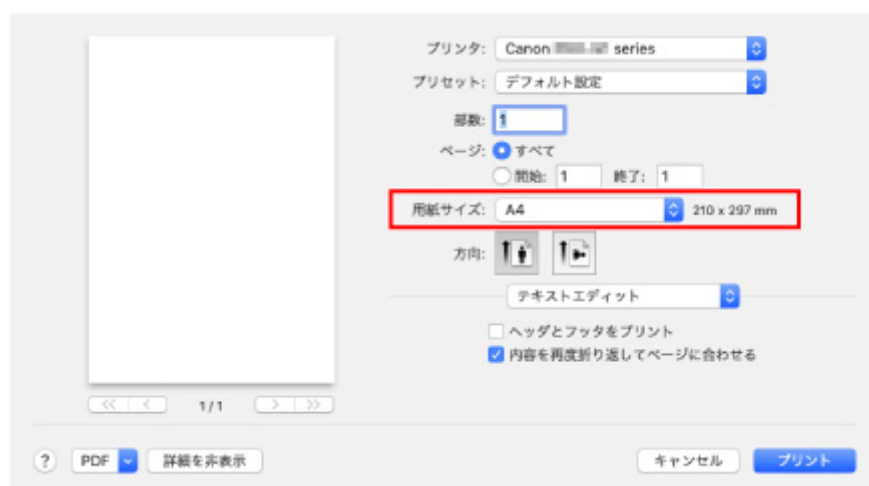 プリンタ: Canon series
プリセット: デフォルト設定
部数: 1
ページ: すべて
開始: 1 終了: 1
用紙サイズ: A4 210 x 297 mm
方向:
テキストエディット
ヘッダとフッタをプリント
内容を再度折り返してページに合わせる
<< < 1/1 > >>
? PDF 詳細を非表示 キャンセル プリント